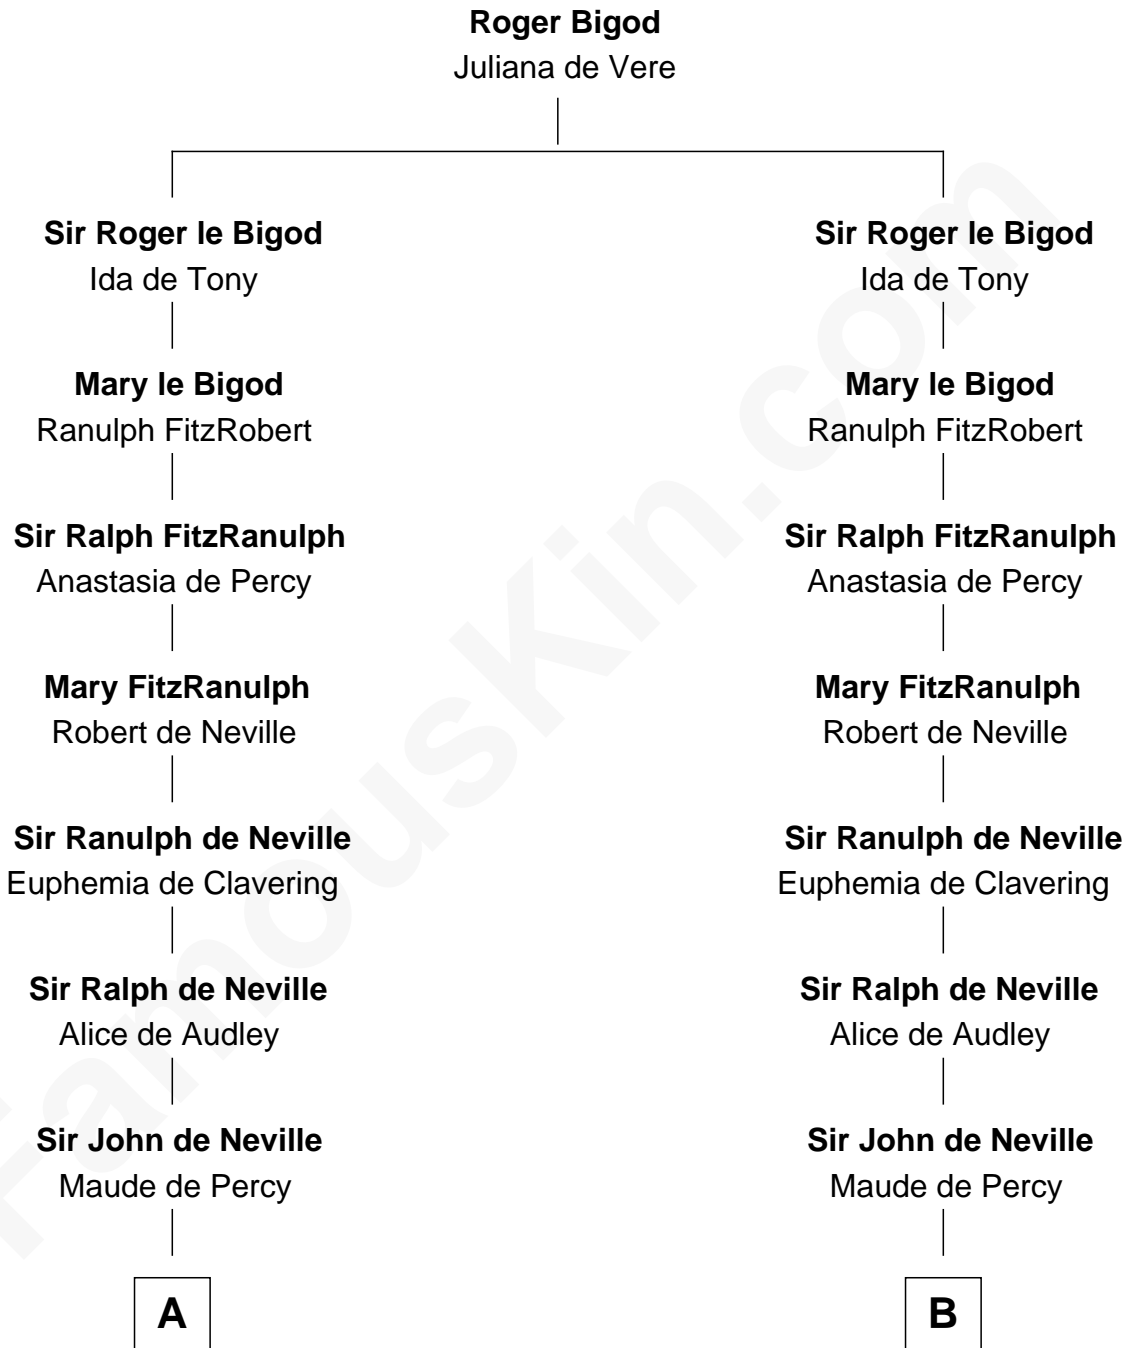 Roger Bigod
Juliana de Vere
Sir Roger le Bigod
Ida de Tony
Mary le Bigod
Ranulph FitzRobert
Sir Ralph FitzRanulph
Anastasia de Percy
Mary FitzRanulph
Robert de Neville
Sir Ranulph de Neville
Euphemia de Clavering
Sir Ralph de Neville
Alice de Audley
Sir John de Neville
Maude de Percy
A
Sir Roger le Bigod
Ida de Tony
Mary le Bigod
Ranulph FitzRobert
Sir Ralph FitzRanulph
Anastasia de Percy
Mary FitzRanulph
Robert de Neville
Sir Ranulph de Neville
Euphemia de Clavering
Sir Ralph de Neville
Alice de Audley
Sir John de Neville
Maude de Percy
B
FamousKin.com